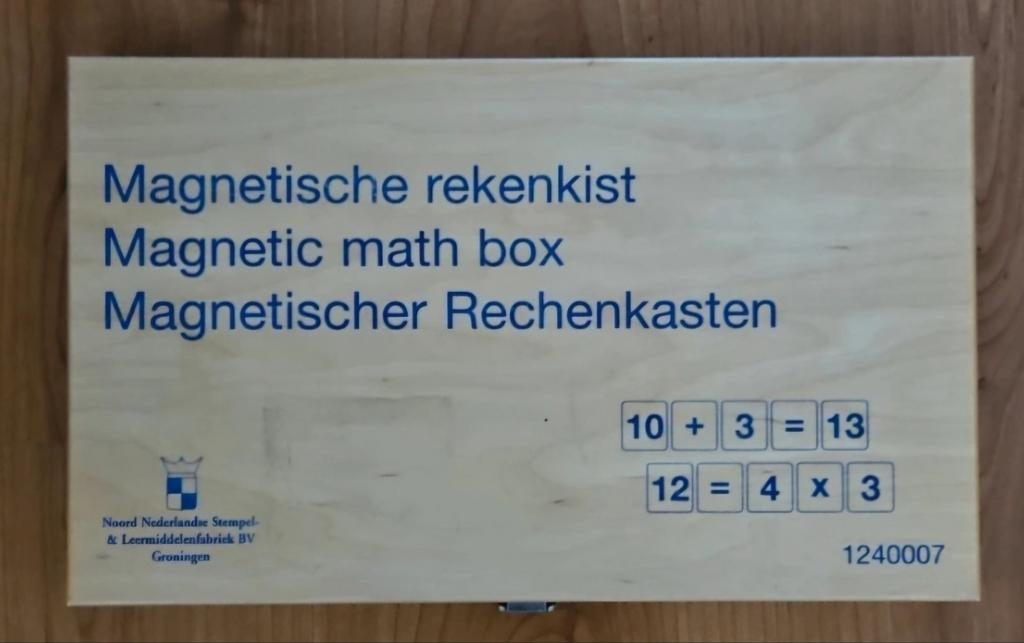 Magnetische rekenkist
Magnetic math box
Magnetischer Rechenkasten
10 + 3 = 13
12 = 4 x 3
Noord Nederlandse Stempel-
& Leermiddelenfabriek BV
Groningen
1240007